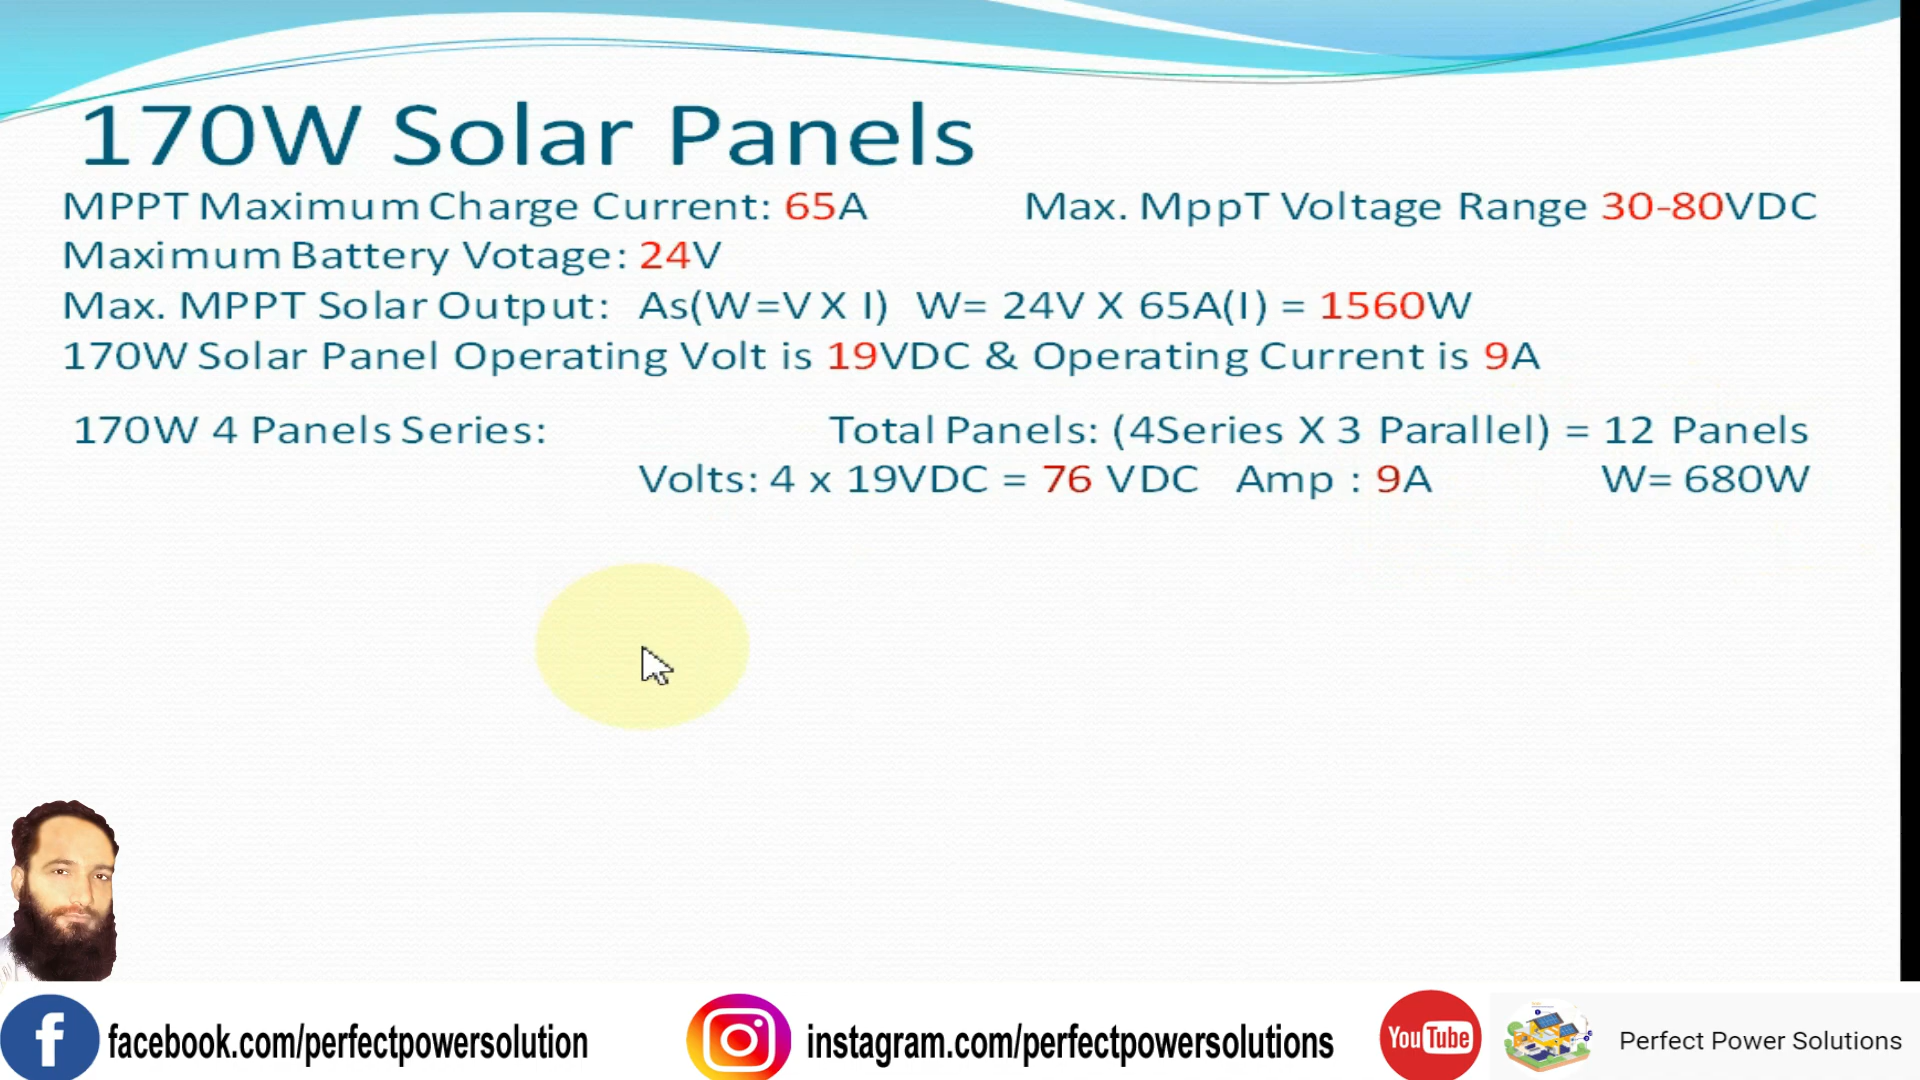 170W Solar Panels
MPPT Maximum Charge Current: 65A Max. MppT Voltage Range 30-80VDC
Maximum Battery Votage: 24V
Max. MPPT Solar Output: As(W=V X I) W= 24V X 65A(I) = 1560W
170W Solar Panel Operating Volt is 19VDC & Operating Current is 9A
170W 4 Panels Series: Total Panels: (4Series X 3 Parallel) = 12 Panels
Volts: 4 x 19VDC = 76 VDC Amp : 9A W= 680W
facebook.com/perfectpowersolution instagram.com/perfectpowersolutions YouTube Perfect Power Solutions